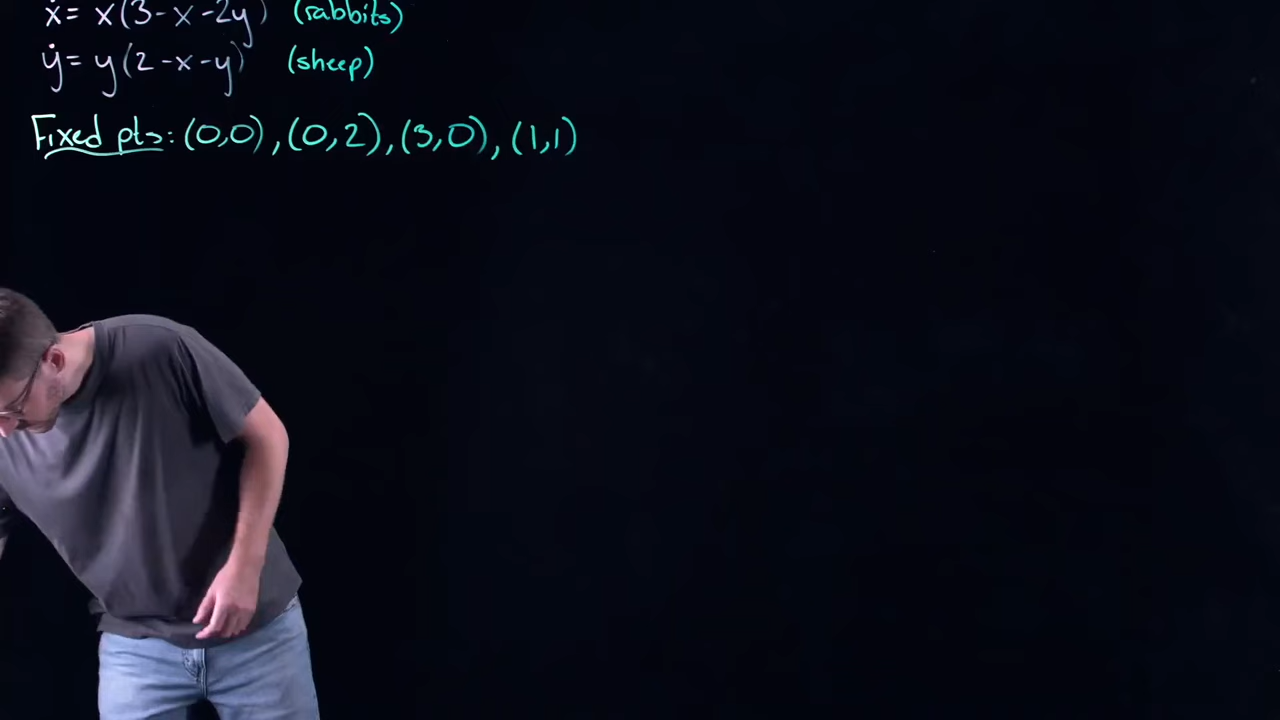 ẋ = x(3-x-2y) (rabbits)
ẏ = y(2-x-y) (sheep)
Fixed pts: (0,0), (0,2), (3,0), (1,1)